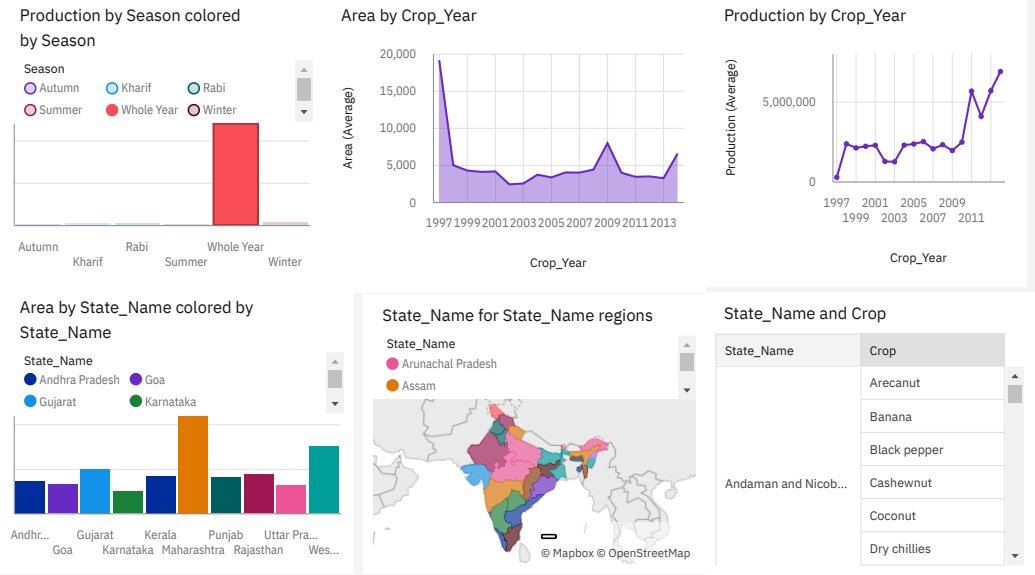 Production by Season colored
by Season
Season
Autumn
Kharif
Rabi
Summer
Whole Year
Winter
Autumn
Kharif
Rabi
Summer
Whole Year
Winter
Area by Crop_Year
Area (Average)
20,000
15,000
10,000
5,000
0
1997 1999 2001 2003 2005 2007 2009 2011 2013
Crop_Year
Production by Crop_Year
Production (Average)
5,000,000
0
1997 2001 2005 2009
1999 2003 2007 2011
Crop_Year
Area by State_Name colored by
State_Name
State_Name
Andhra Pradesh
Goa
Gujarat
Karnataka
Andhr...
Goa
Gujarat
Karnataka
Kerala
Maharashtra
Punjab
Rajasthan
Uttar Pra...
Wes...
State_Name for State_Name regions
State_Name
Arunachal Pradesh
Assam
© Mapbox © OpenStreetMap
State_Name and Crop
State_Name
Crop
Andaman and Nicob...
Arecanut
Banana
Black pepper
Cashewnut
Coconut
Dry chillies